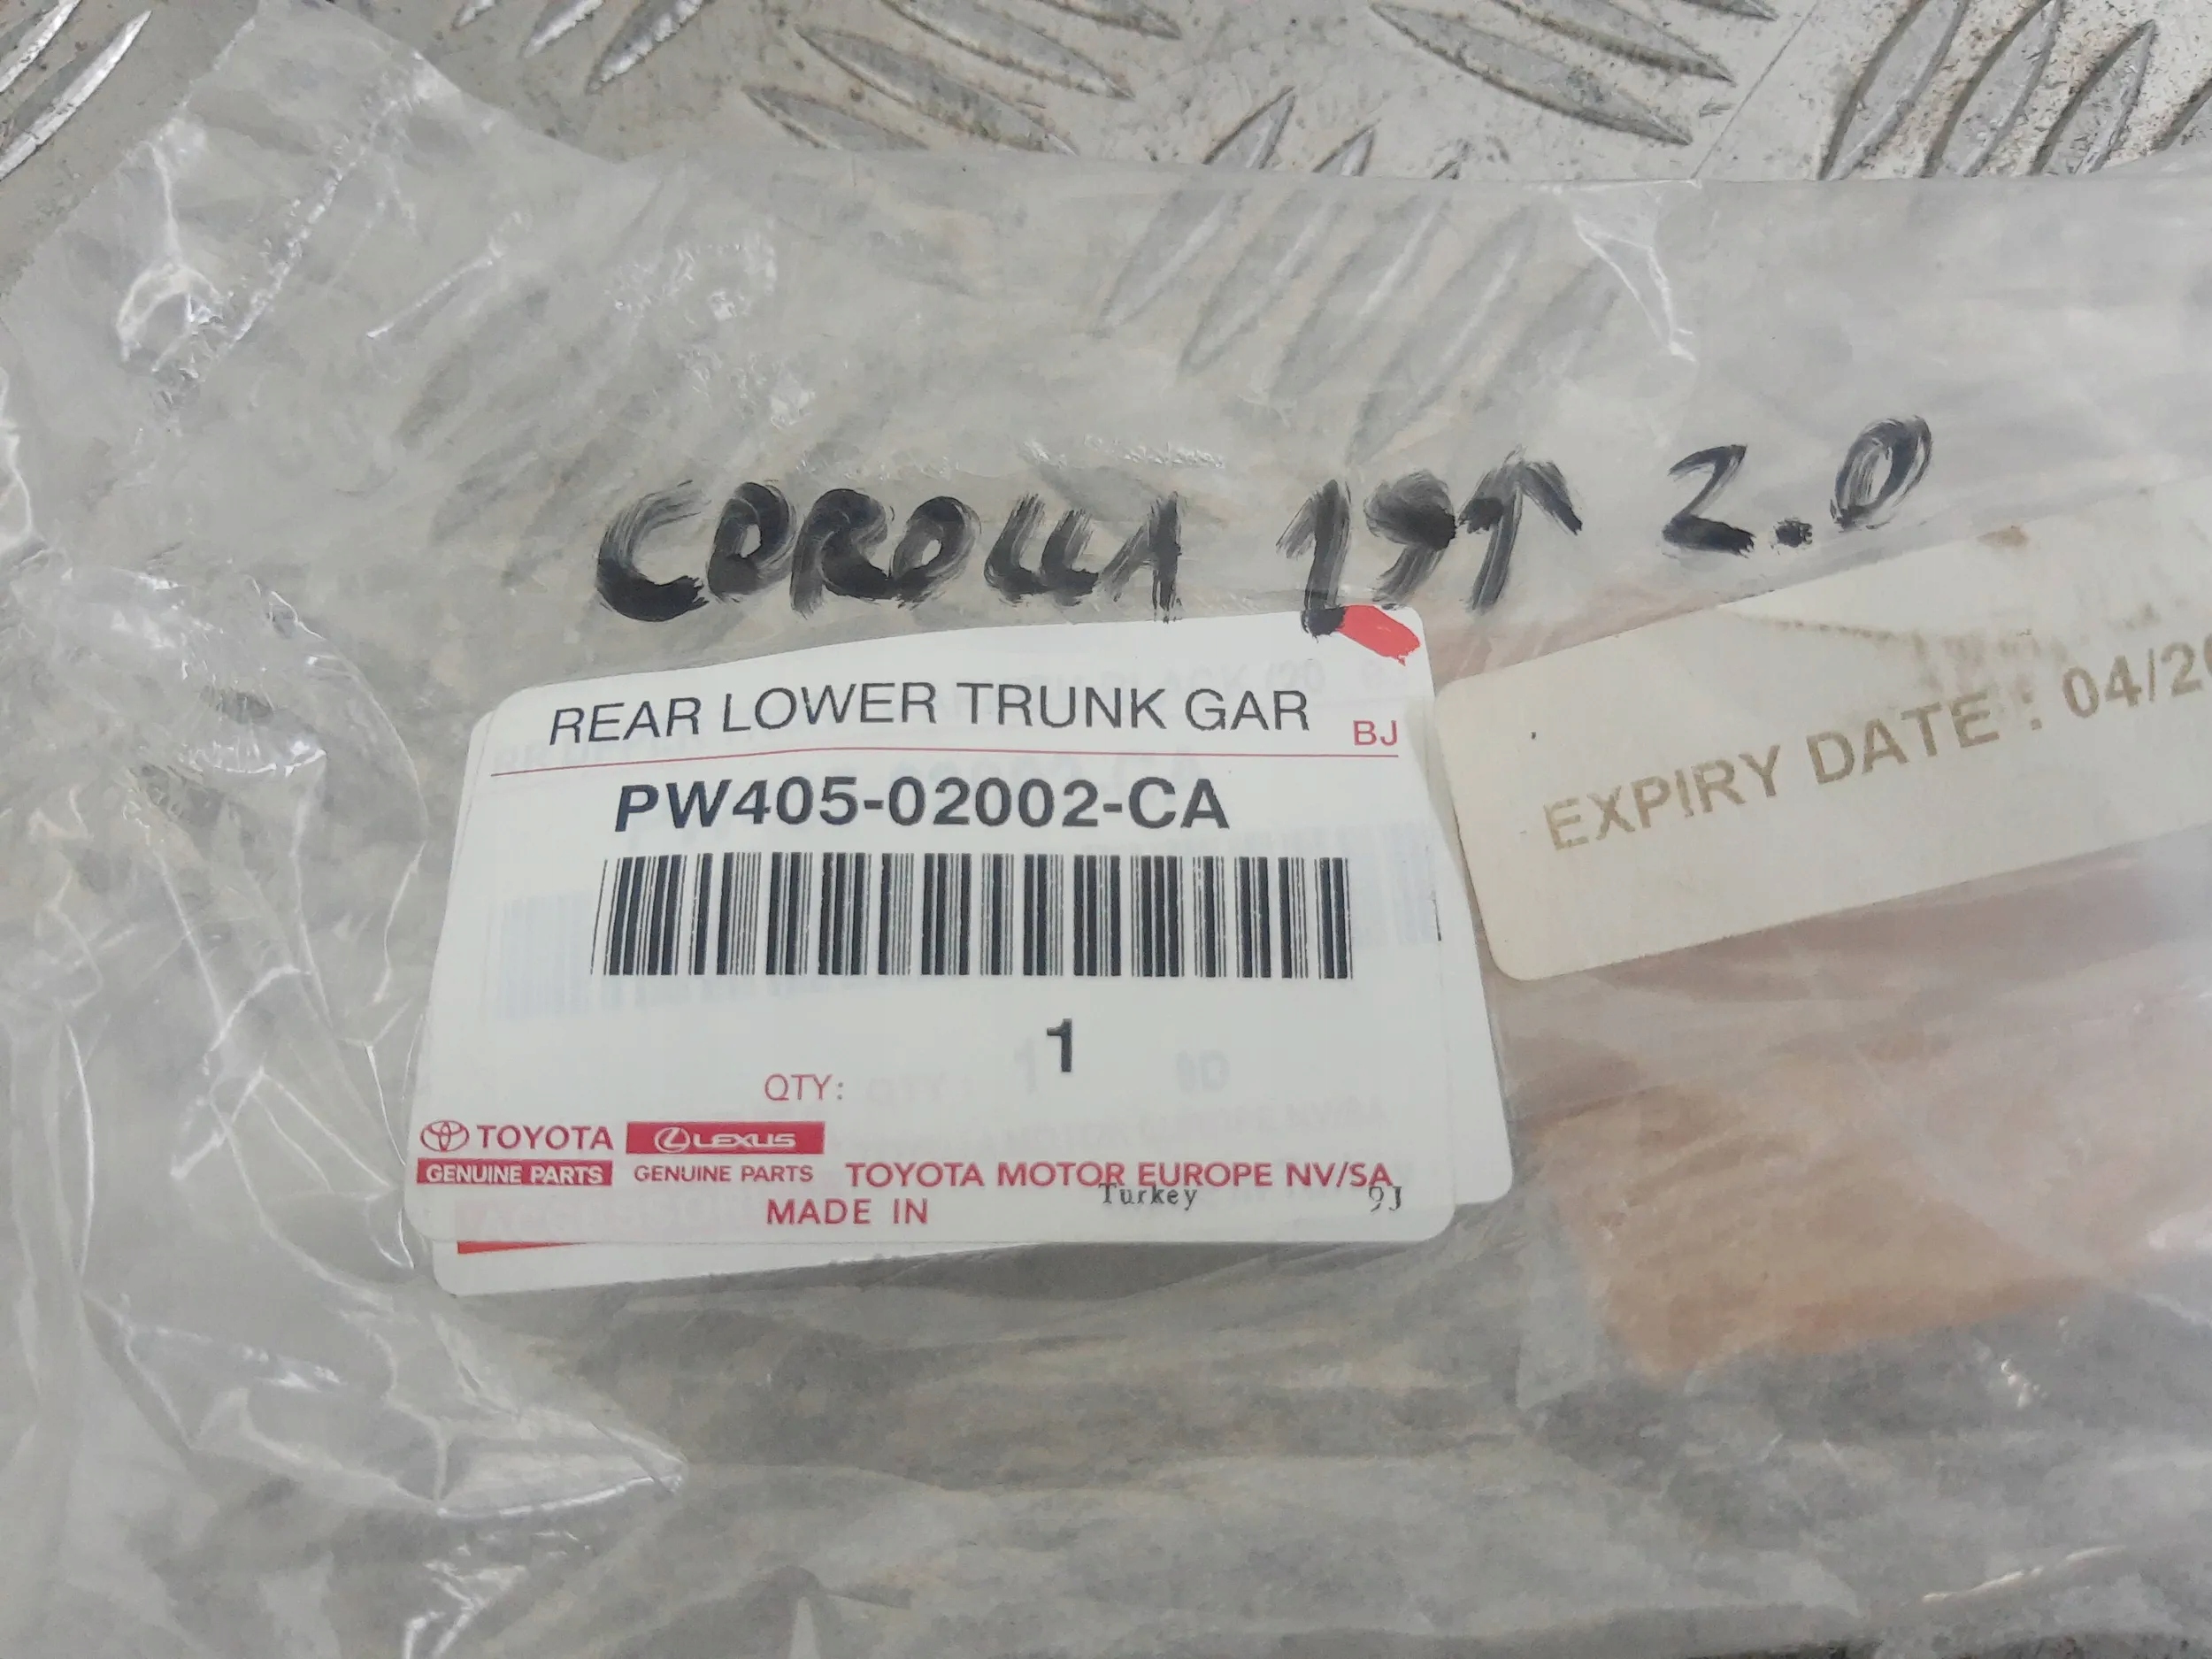 COROLLA 19↑ 2.0
REAR LOWER TRUNK GAR
BJ
PW405-02002-CA
1
QTY:
TOYOTA
GENUINE PARTS
LEXUS
GENUINE PARTS
TOYOTA MOTOR EUROPE NV/SA
MADE IN
Turkey
9J
EXPIRY DATE : 04/20